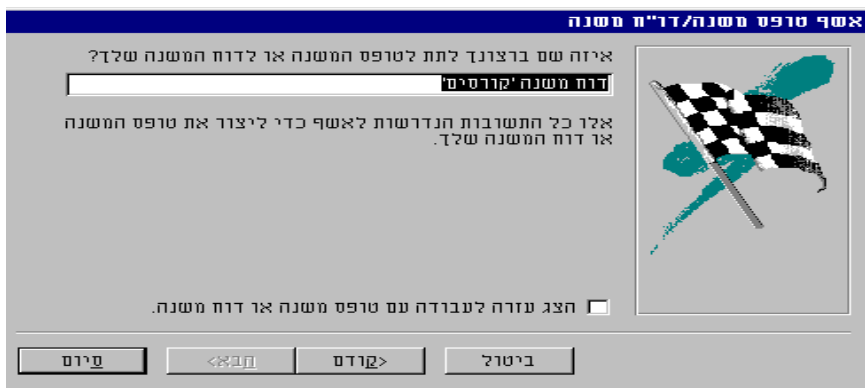 אשף טופס משנה/דו"ח משנה
איזה שם ברצונך לתת לטופס המשנה או לדוח המשנה שלך?
דוח משנה 'קורסים'
אלו כל התשובות הנדרשות לאשף כדי ליצור את טופס המשנה
או דוח המשנה שלך.
הצג עזרה לעבודה עם טופס משנה או דוח משנה.
ביטול
<קודם
הבא>
סיום